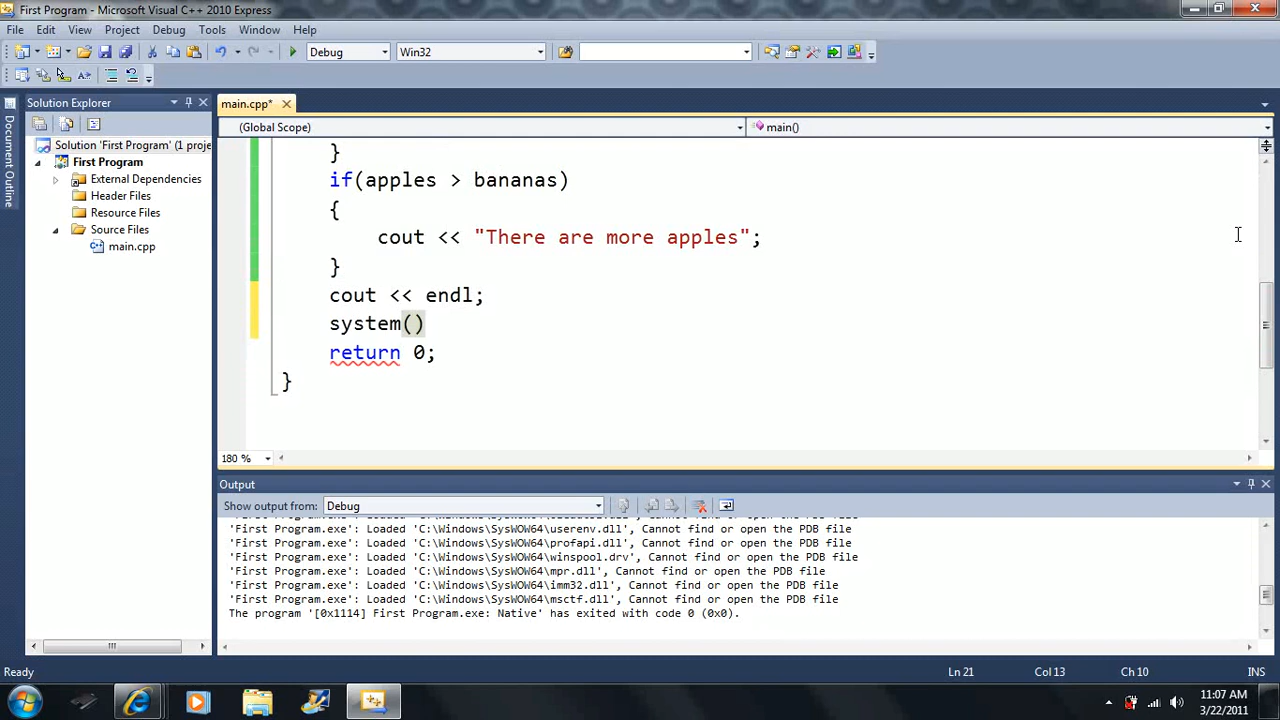 First Program - Microsoft Visual C++ 2010 Express
File Edit View Project Debug Tools Window Help
Debug Win32
Solution Explorer
main.cpp*
Document Outline
(Global Scope) main()
Solution 'First Program' (1 proje
First Program
External Dependencies
Header Files
Resource Files
Source Files
main.cpp
}
if(apples > bananas)
{
cout << "There are more apples";
}
cout << endl;
system()
return 0;
}
180 %
Output
Show output from: Debug
'First Program.exe': Loaded 'C:\Windows\SysWOW64\userenv.dll', Cannot find or open the PDB file
'First Program.exe': Loaded 'C:\Windows\SysWOW64\profapi.dll', Cannot find or open the PDB file
'First Program.exe': Loaded 'C:\Windows\SysWOW64\winspool.drv', Cannot find or open the PDB file
'First Program.exe': Loaded 'C:\Windows\SysWOW64\mpr.dll', Cannot find or open the PDB file
'First Program.exe': Loaded 'C:\Windows\SysWOW64\imm32.dll', Cannot find or open the PDB file
'First Program.exe': Loaded 'C:\Windows\SysWOW64\msctf.dll', Cannot find or open the PDB file
The program '[0x1114] First Program.exe: Native' has exited with code 0 (0x0).
Ready Ln 21 Col 13 Ch 10 INS
11:07 AM
3/22/2011